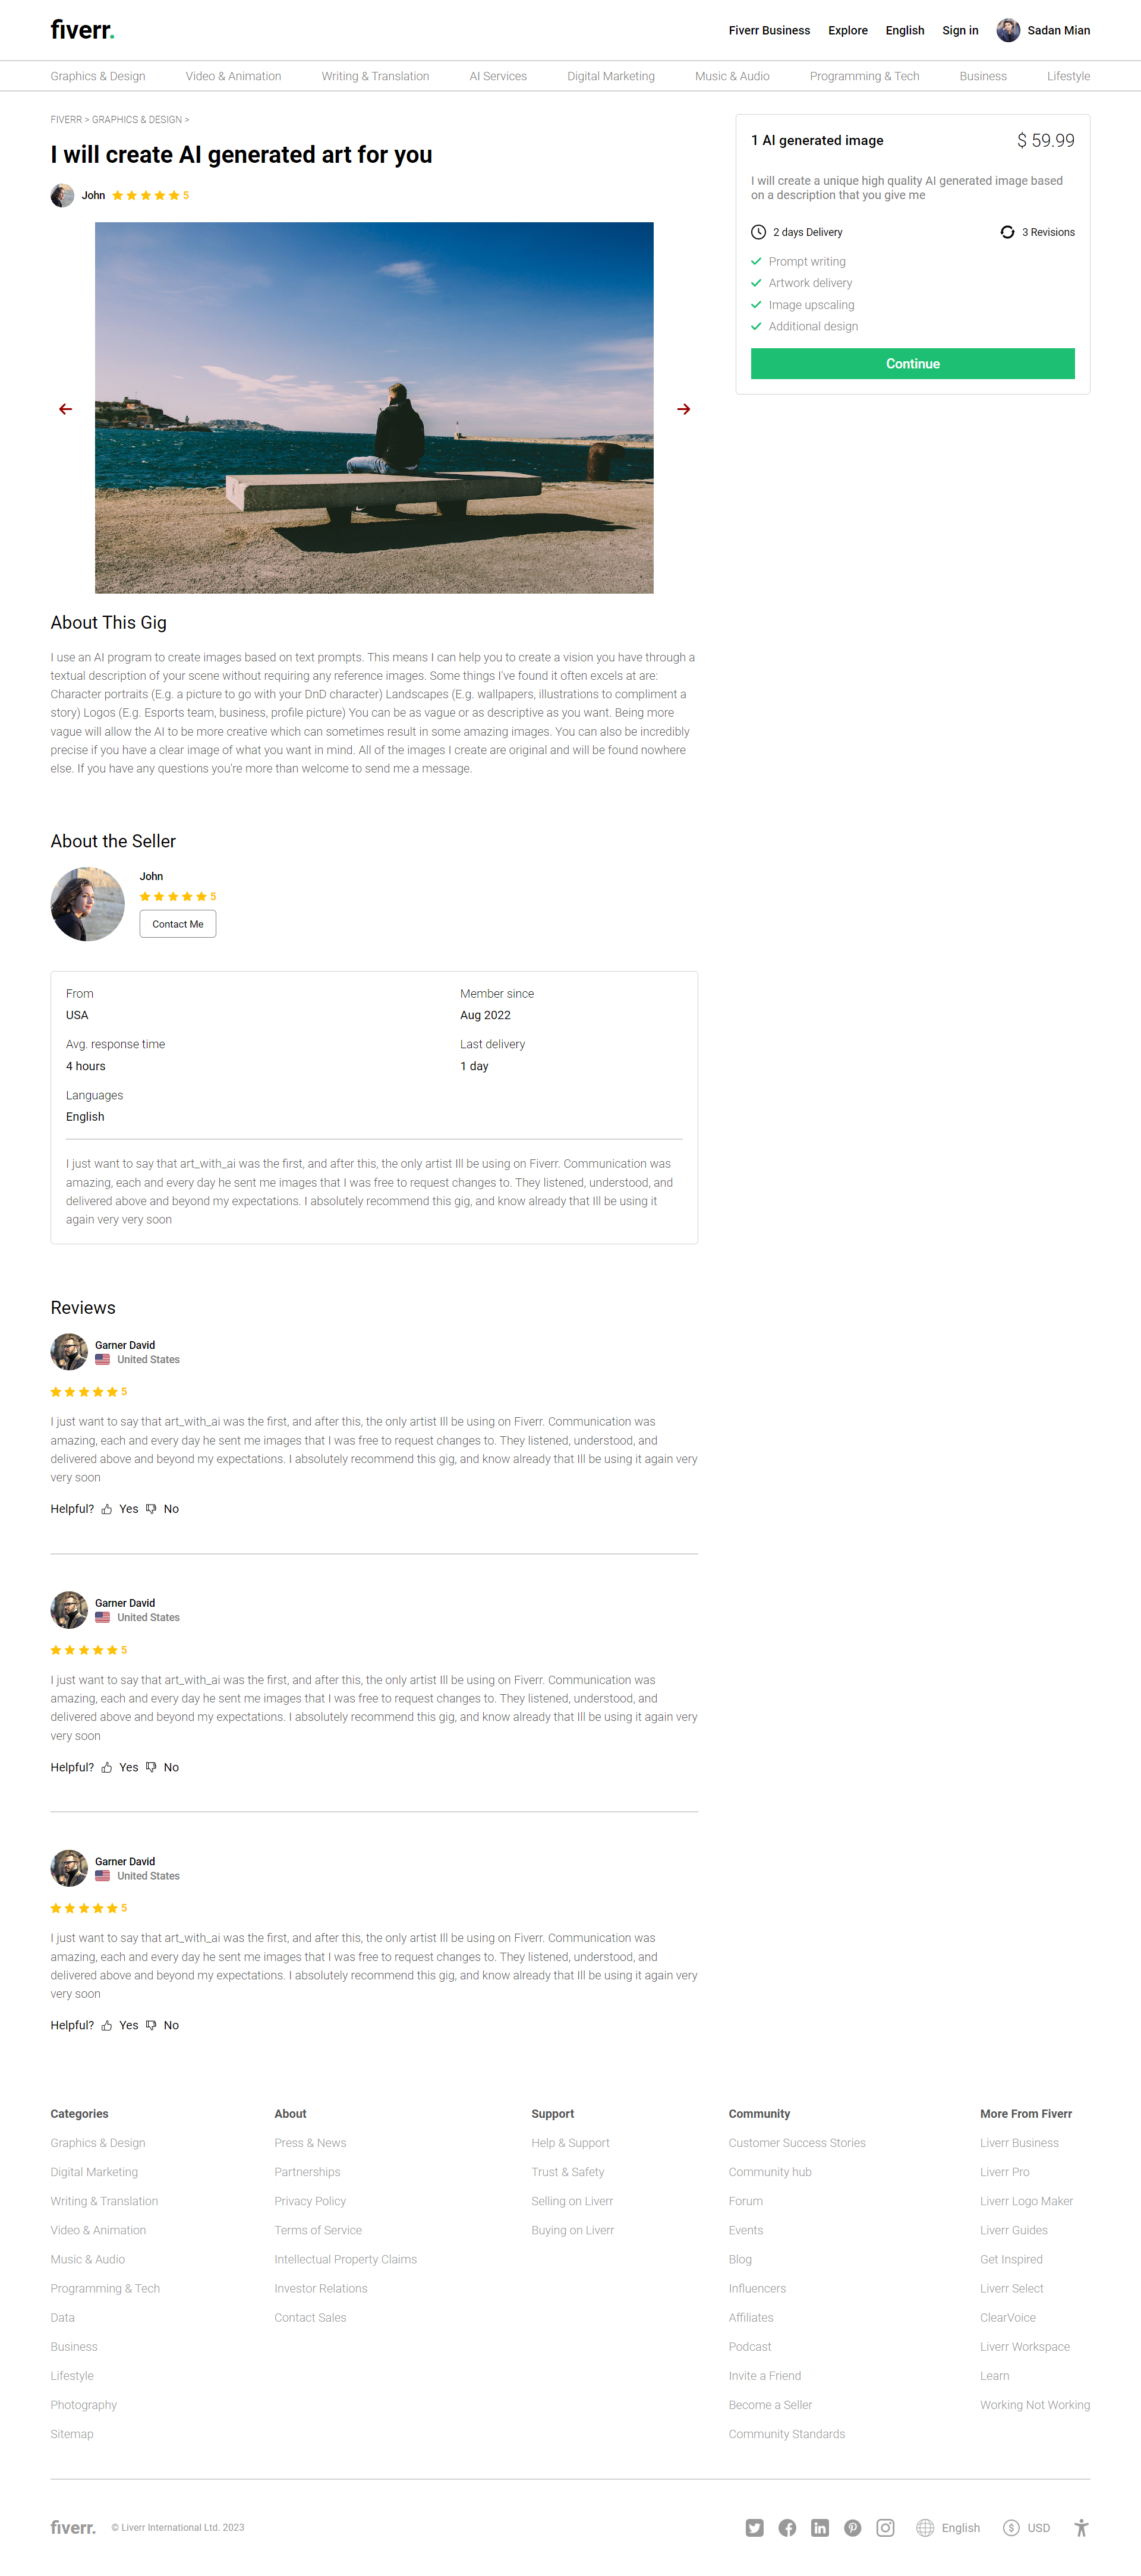 fiverr.
Fiverr Business Explore English Sign in Sadan Mian
Graphics & Design Video & Animation Writing & Translation AI Services Digital Marketing Music & Audio Programming & Tech Business Lifestyle
FIVERR > GRAPHICS & DESIGN >
I will create AI generated art for you
John 5
1 AI generated image $ 59.99
I will create a unique high quality AI generated image based
on a description that you give me
2 days Delivery 3 Revisions
Prompt writing
Artwork delivery
Image upscaling
Additional design
Continue
About This Gig
I use an AI program to create images based on text prompts. This means I can help you to create a vision you have through a
textual description of your scene without requiring any reference images. Some things I've found it often excels at are:
Character portraits (E.g. a picture to go with your DnD character) Landscapes (E.g. wallpapers, illustrations to compliment a
story) Logos (E.g. Esports team, business, profile picture) You can be as vague or as descriptive as you want. Being more
vague will allow the AI to be more creative which can sometimes result in some amazing images. You can also be incredibly
precise if you have a clear image of what you want in mind. All of the images I create are original and will be found nowhere
else. If you have any questions you're more than welcome to send me a message.
About the Seller
John
5
Contact Me
From Member since
USA Aug 2022
Avg. response time Last delivery
4 hours 1 day
Languages
English
I just want to say that art_with_ai was the first, and after this, the only artist Ill be using on Fiverr. Communication was
amazing, each and every day he sent me images that I was free to request changes to. They listened, understood, and
delivered above and beyond my expectations. I absolutely recommend this gig, and know already that Ill be using it
again very very soon
Reviews
Garner David
United States
5
I just want to say that art_with_ai was the first, and after this, the only artist Ill be using on Fiverr. Communication was
amazing, each and every day he sent me images that I was free to request changes to. They listened, understood, and
delivered above and beyond my expectations. I absolutely recommend this gig, and know already that Ill be using it again very
very soon
Helpful? Yes No
Garner David
United States
5
I just want to say that art_with_ai was the first, and after this, the only artist Ill be using on Fiverr. Communication was
amazing, each and every day he sent me images that I was free to request changes to. They listened, understood, and
delivered above and beyond my expectations. I absolutely recommend this gig, and know already that Ill be using it again very
very soon
Helpful? Yes No
Garner David
United States
5
I just want to say that art_with_ai was the first, and after this, the only artist Ill be using on Fiverr. Communication was
amazing, each and every day he sent me images that I was free to request changes to. They listened, understood, and
delivered above and beyond my expectations. I absolutely recommend this gig, and know already that Ill be using it again very
very soon
Helpful? Yes No
Categories
Graphics & Design
Digital Marketing
Writing & Translation
Video & Animation
Music & Audio
Programming & Tech
Data
Business
Lifestyle
Photography
Sitemap
About
Press & News
Partnerships
Privacy Policy
Terms of Service
Intellectual Property Claims
Investor Relations
Contact Sales
Support
Help & Support
Trust & Safety
Selling on Liverr
Buying on Liverr
Community
Customer Success Stories
Community hub
Forum
Events
Blog
Influencers
Affiliates
Podcast
Invite a Friend
Become a Seller
Community Standards
More From Fiverr
Liverr Business
Liverr Pro
Liverr Logo Maker
Liverr Guides
Get Inspired
Liverr Select
ClearVoice
Liverr Workspace
Learn
Working Not Working
fiverr. © Liverr International Ltd. 2023 English USD